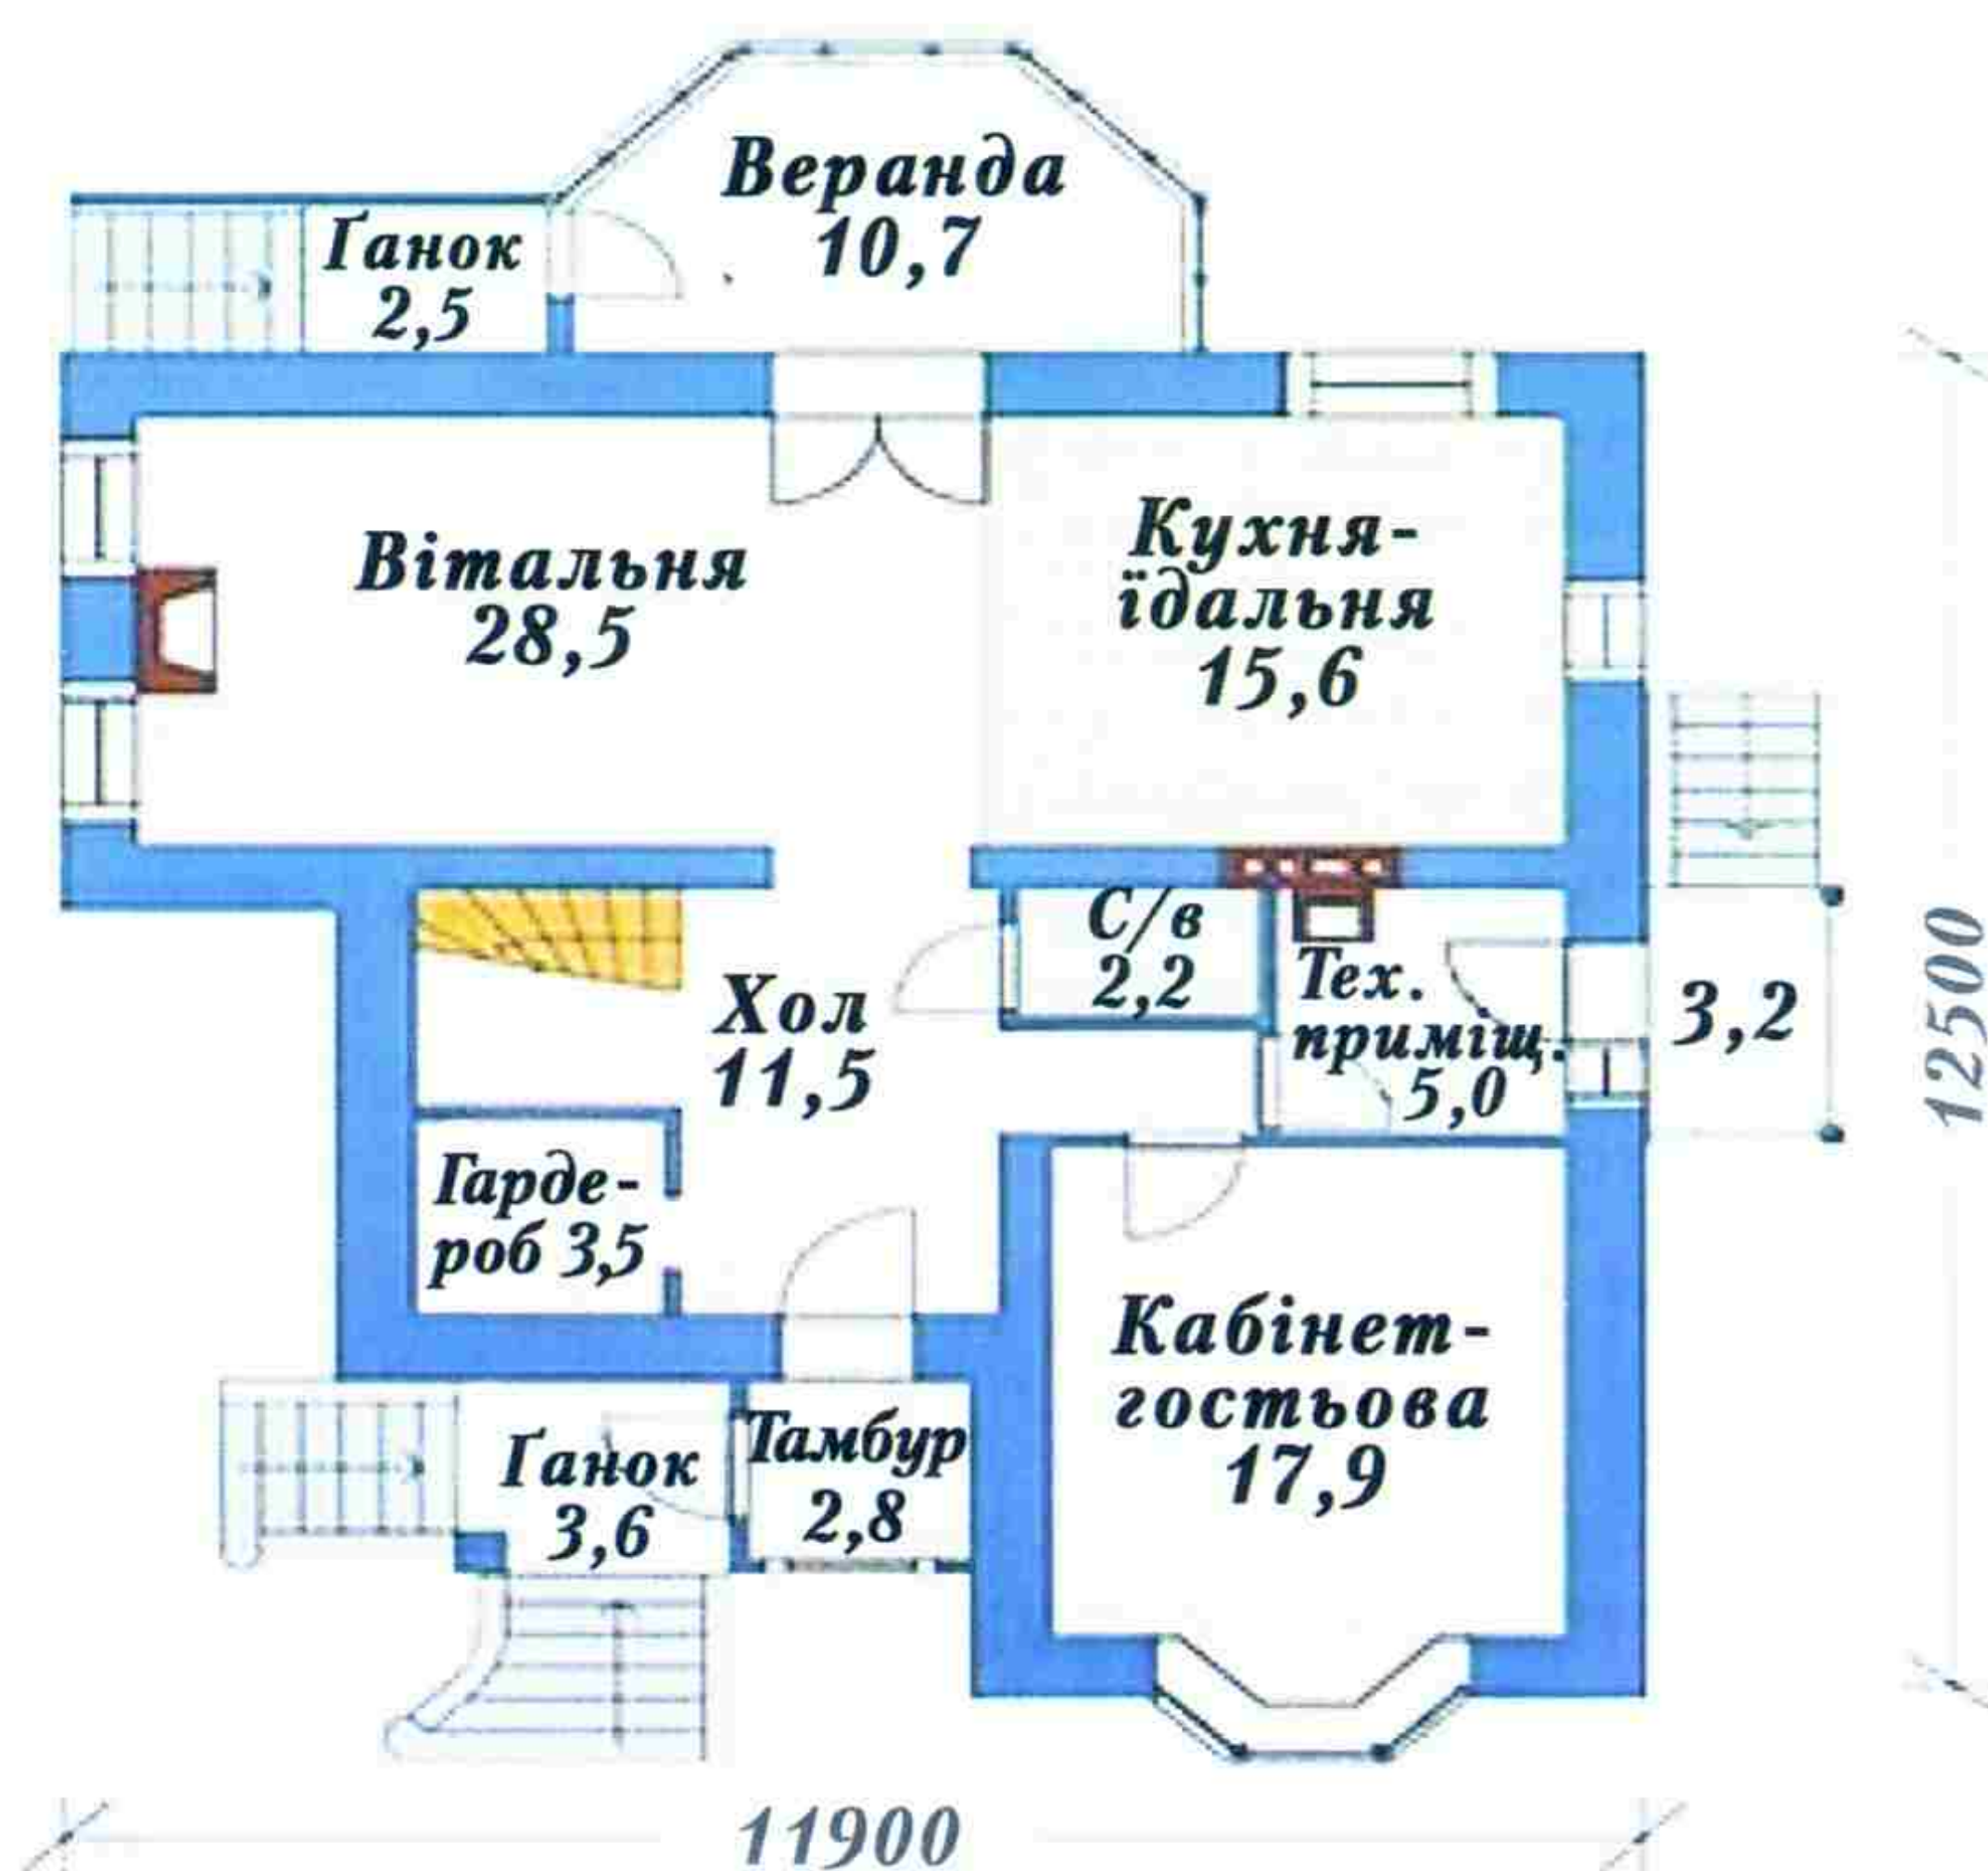 Веранда
10,7
Ґанок
2,5
Вітальня
28,5
Кухня-
їдальня
15,6
С/в
2,2
Тех.
приміщ.
5,0
3,2
Хол
11,5
Гарде-
роб 3,5
Кабінет-
гостьова
17,9
Ґанок
3,6
Тамбур
2,8
12500
11900